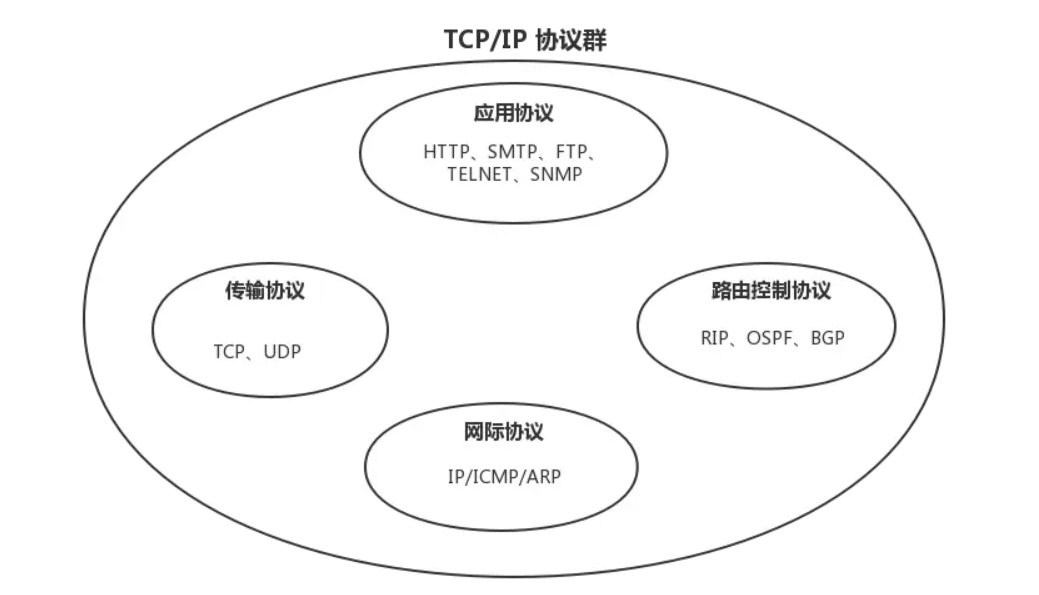 TCP/IP 协议群
应用协议
HTTP、SMTP、FTP、
TELNET、SNMP
传输协议
TCP、UDP
路由控制协议
RIP、OSPF、BGP
网际协议
IP/ICMP/ARP